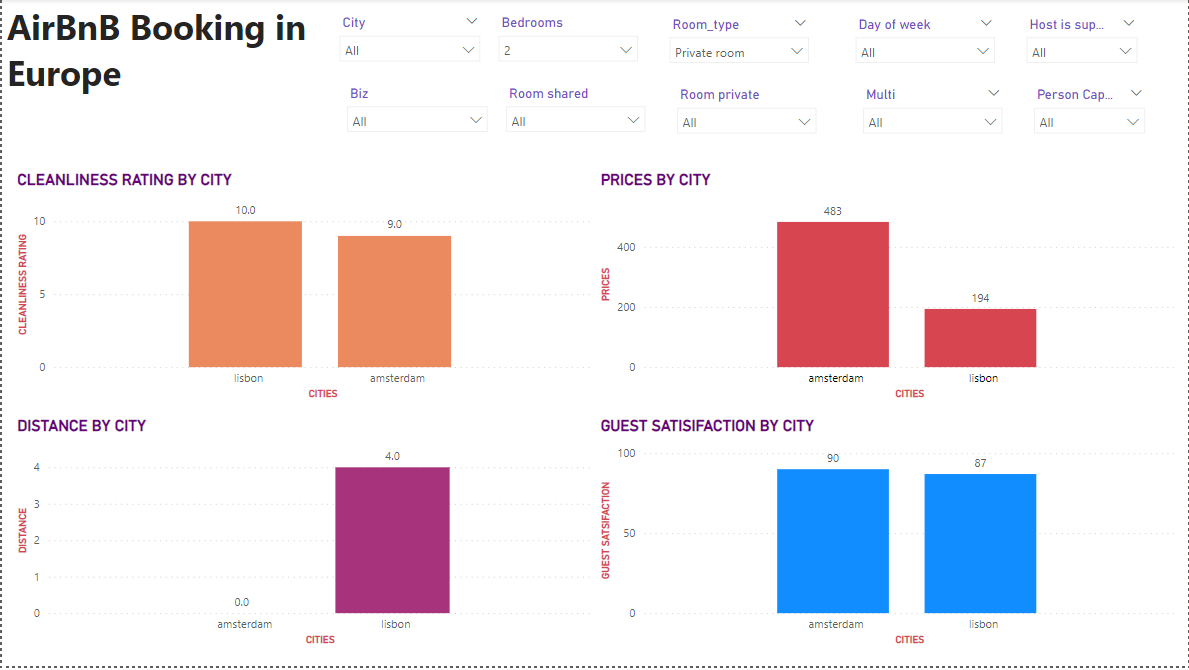 AirBnB Booking in
Europe
City
Bedrooms
Room_type
Day of week
Host is sup...
All
2
Private room
All
All
Biz
Room shared
Room private
Multi
Person Cap...
All
All
All
All
All
CLEANLINESS RATING BY CITY
CLEANLINESS RATING
10
5
0
10.0
9.0
lisbon
amsterdam
CITIES
PRICES BY CITY
PRICES
400
200
0
483
194
amsterdam
lisbon
CITIES
DISTANCE BY CITY
DISTANCE
4
3
2
1
0
0.0
4.0
amsterdam
lisbon
CITIES
GUEST SATISIFACTION BY CITY
GUEST SATSIFACTION
100
50
0
90
87
amsterdam
lisbon
CITIES